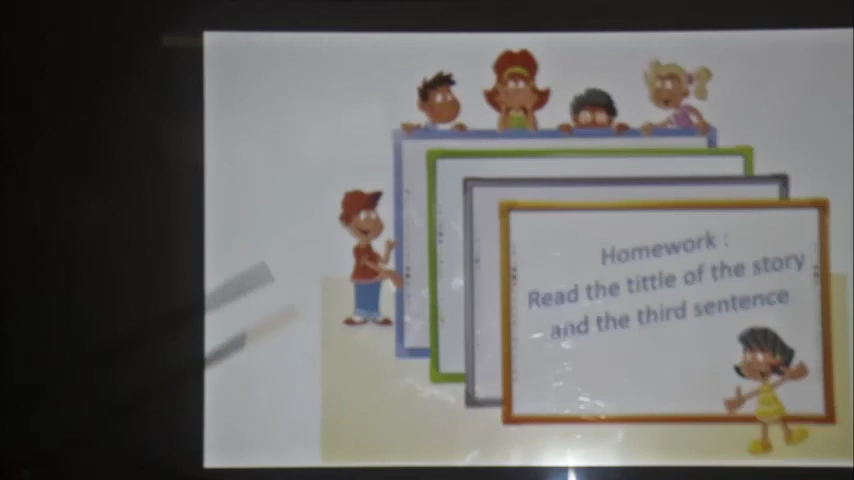 Homework :
Read the tittle of the story
and the third sentence